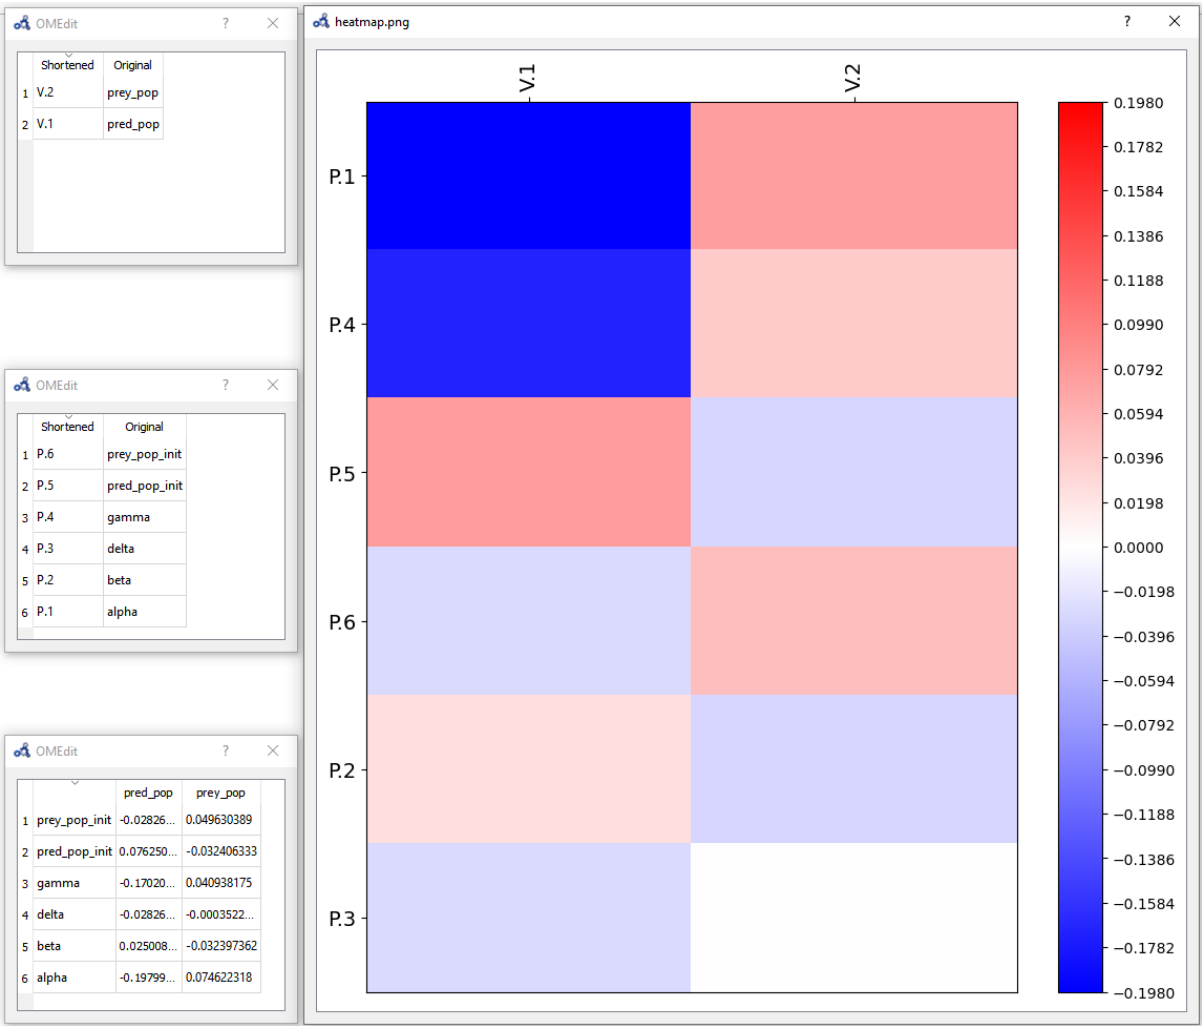 OMEdit ? ×
Shortened Original
1 V.2 prey_pop
2 V.1 pred_pop
OMEdit ? ×
Shortened Original
1 P.6 prey_pop_init
2 P.5 pred_pop_init
3 P.4 gamma
4 P.3 delta
5 P.2 beta
6 P.1 alpha
OMEdit ? ×
pred_pop prey_pop
1 prey_pop_init -0.02826... 0.049630389
2 pred_pop_init 0.076250... -0.032406333
3 gamma -0.17020... 0.040938175
4 delta -0.02826... -0.0003522...
5 beta 0.025008... -0.032397362
6 alpha -0.19799... 0.074622318
heatmap.png ? ×
V.1 V.2
P.1
P.4
P.5
P.6
P.2
P.3
0.1980
0.1782
0.1584
0.1386
0.1188
0.0990
0.0792
0.0594
0.0396
0.0198
0.0000
−0.0198
−0.0396
−0.0594
−0.0792
−0.0990
−0.1188
−0.1386
−0.1584
−0.1782
−0.1980